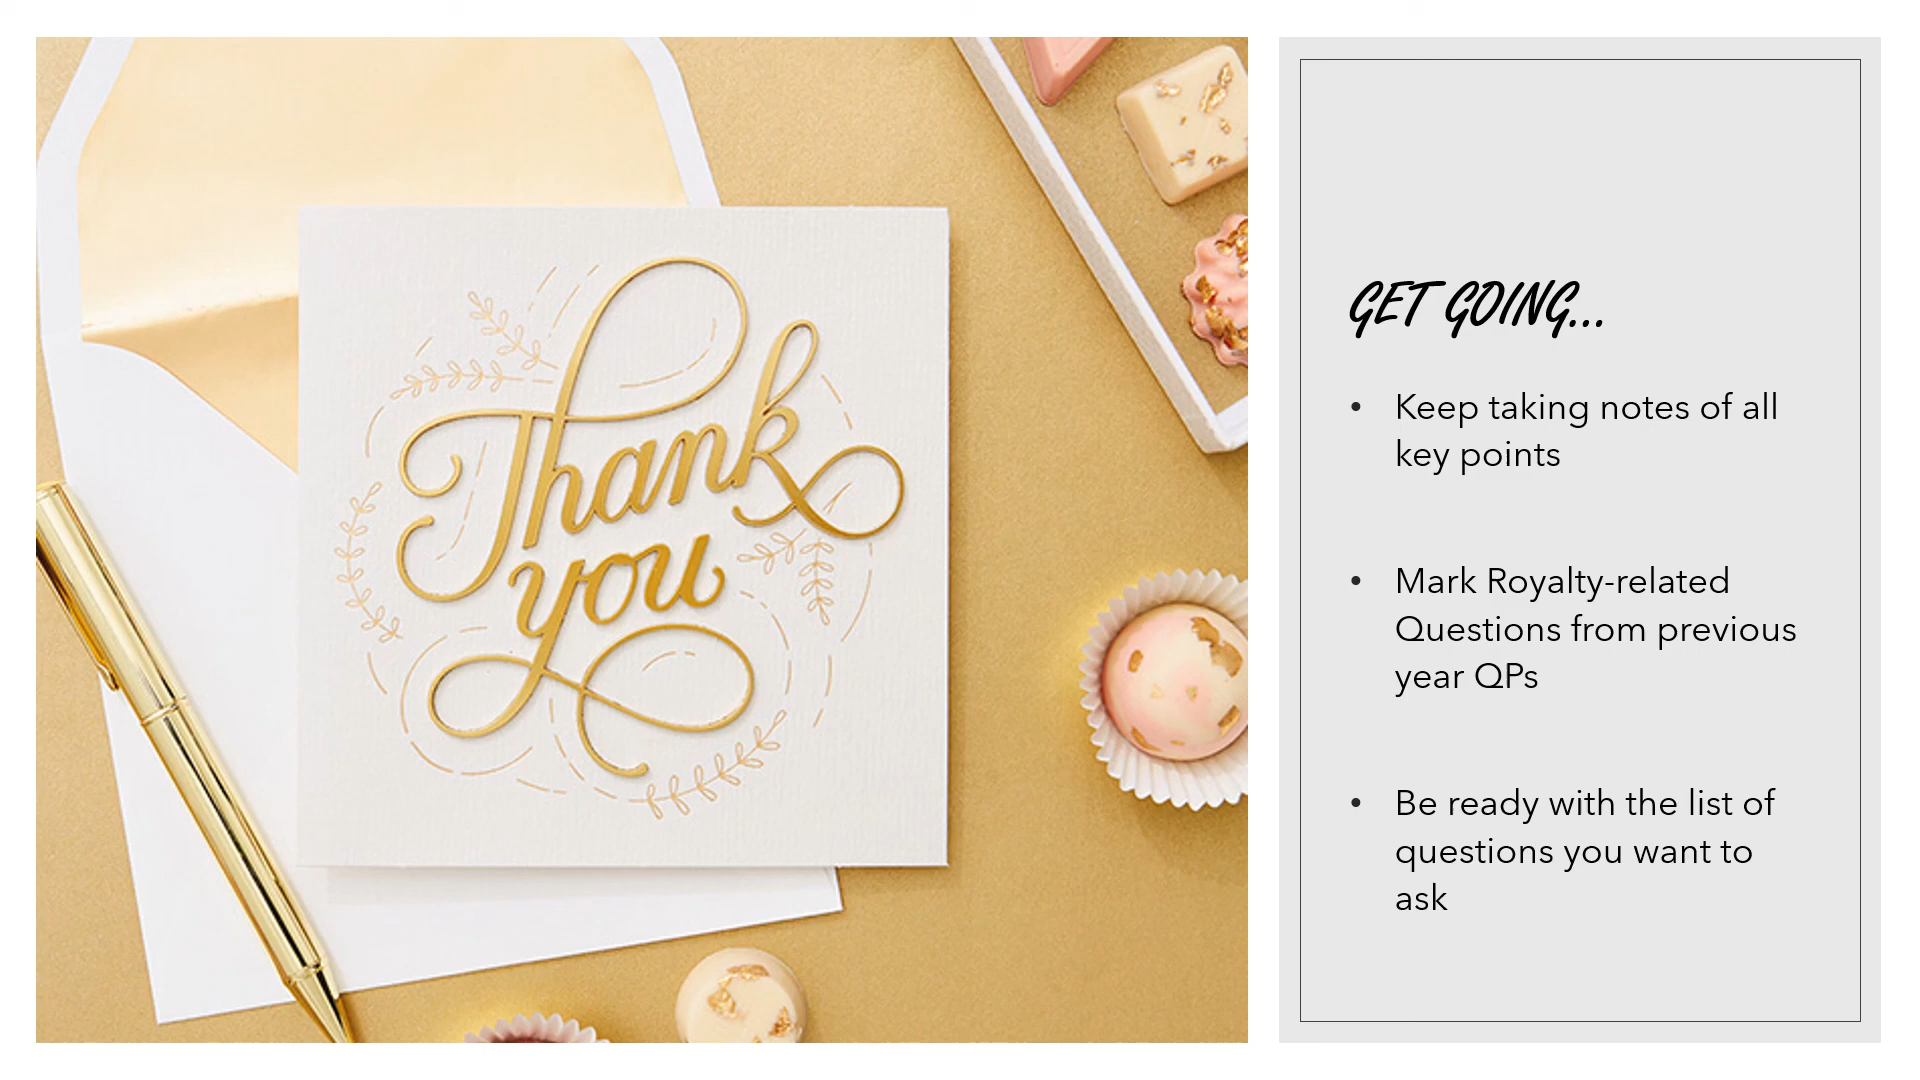 Thank
you
GET GOING...
• Keep taking notes of all
key points
• Mark Royalty-related
Questions from previous
year QPs
• Be ready with the list of
questions you want to
ask